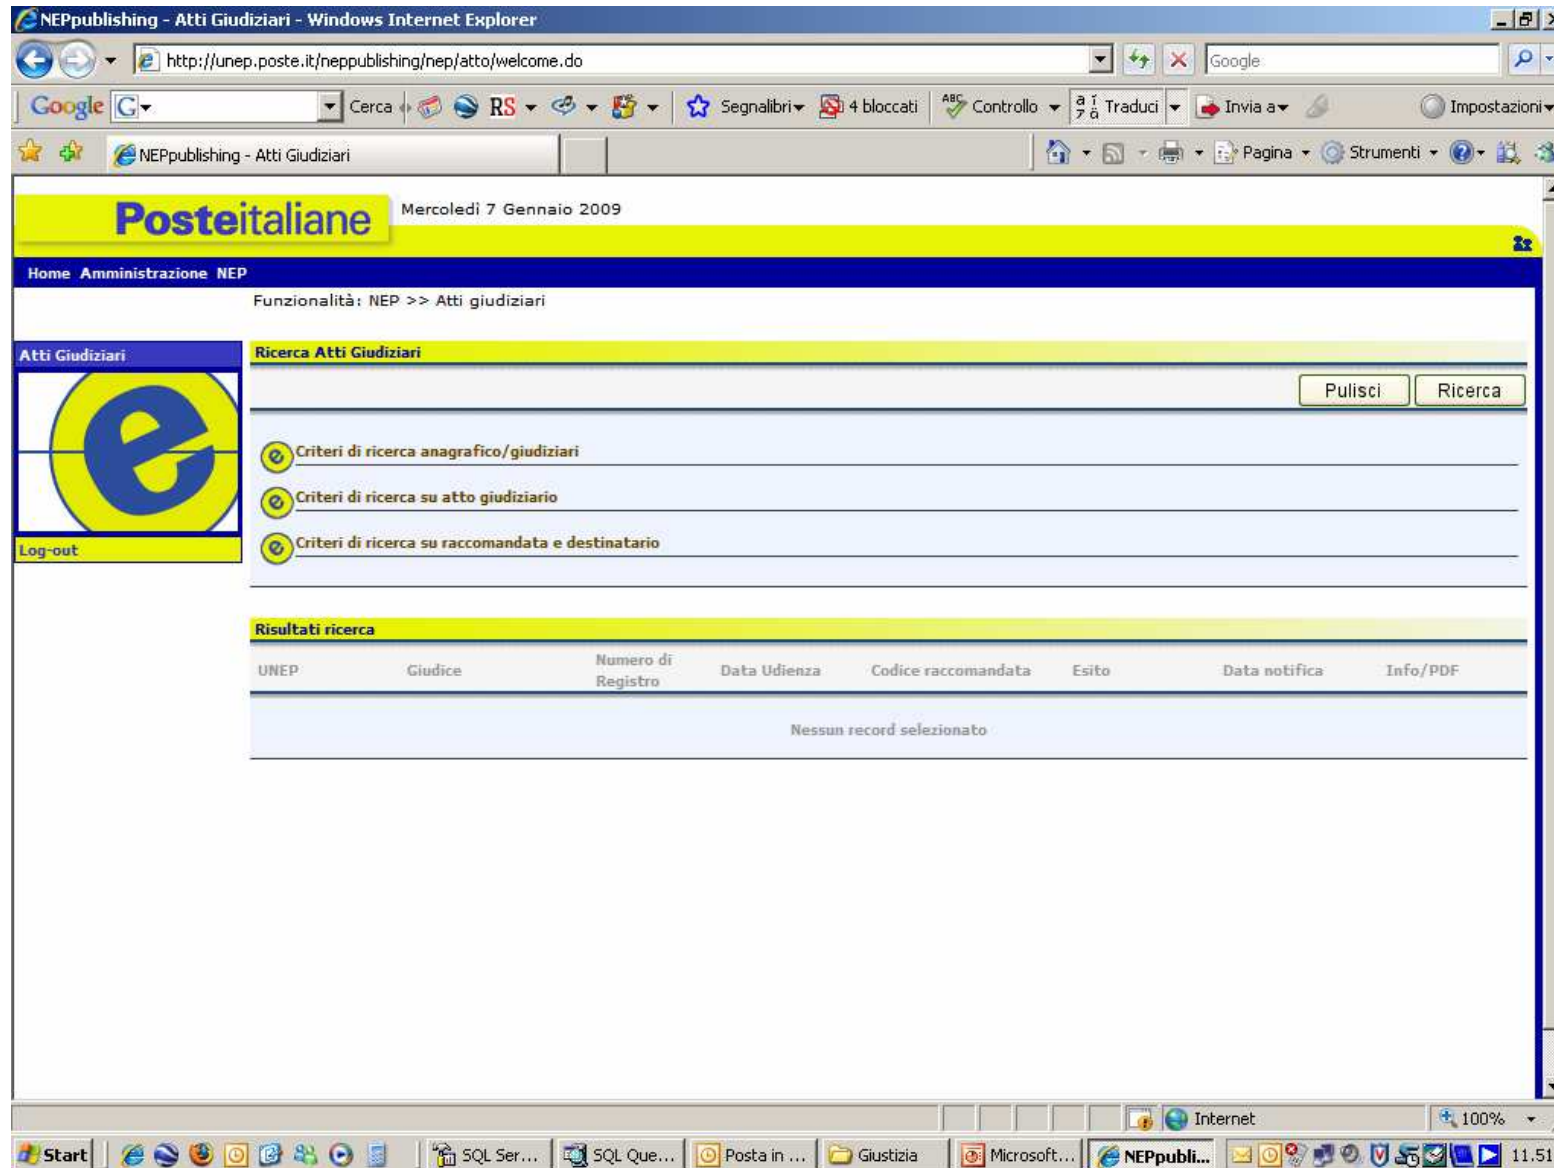 NEPpublishing - Atti Giudiziari - Windows Internet Explorer
http://unep.poste.it/neppublishing/nep/atto/welcome.do
Google
Google G Cerca RS Segnalibri 4 bloccati ABC Controllo Traduci Invia a Impostazioni
NEPpublishing - Atti Giudiziari
Pagina Strumenti
Posteitaliane
Mercoledì 7 Gennaio 2009
Home Amministrazione NEP
Funzionalità: NEP >> Atti giudiziari
Atti Giudiziari
Log-out
Ricerca Atti Giudiziari
Pulisci Ricerca
Criteri di ricerca anagrafico/giudiziari
Criteri di ricerca su atto giudiziario
Criteri di ricerca su raccomandata e destinatario
Risultati ricerca
UNEP Giudice Numero di Registro Data Udienza Codice raccomandata Esito Data notifica Info/PDF
Nessun record selezionato
Internet 100%
Start SQL Ser... SQL Que... Posta in ... Giustizia Microsoft... NEPpubli... 11.51